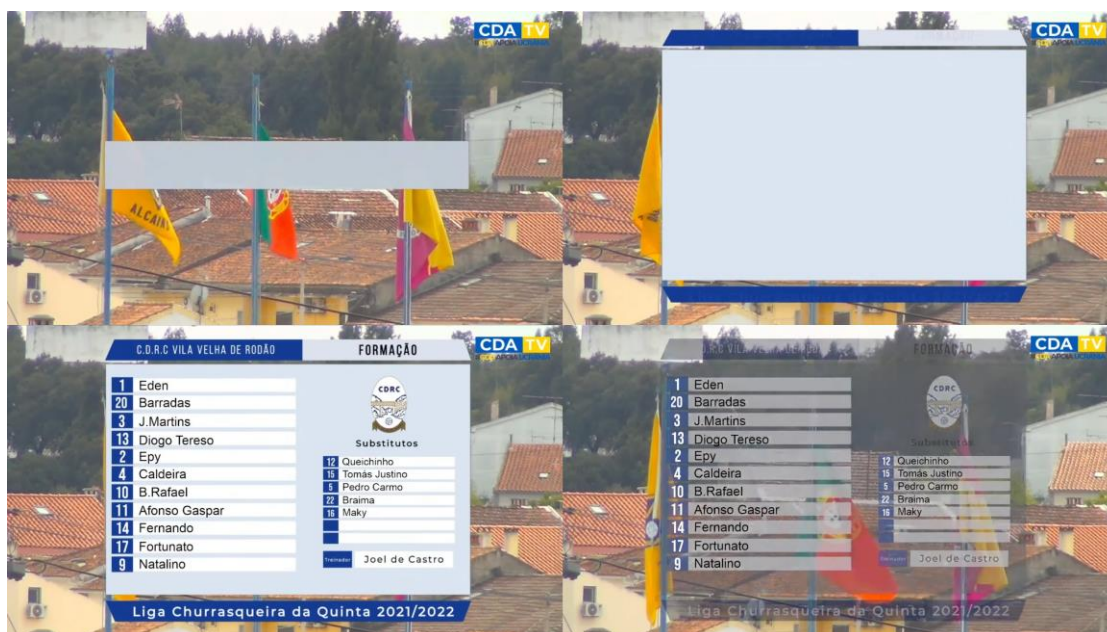 CDA TV
ALCAINS
CDA TV
CDA TV
C.D.R.C VILA VELHA DE RODÃO FORMAÇÃO
1 Eden
20 Barradas
3 J.Martins
13 Diogo Tereso
2 Epy
4 Caldeira
10 B.Rafael
11 Afonso Gaspar
14 Fernando
17 Fortunato
9 Natalino
CDRC
Substitutos
12 Queichinho
15 Tomás Justino
5 Pedro Carmo
22 Braima
16 Maky
Treinador Joel de Castro
Liga Churrasqueira da Quinta 2021/2022
CDA TV
FORMAÇÃO
1 Eden
20 Barradas
3 J.Martins
13 Diogo Tereso
2 Epy
4 Caldeira
10 B.Rafael
11 Afonso Gaspar
14 Fernando
17 Fortunato
9 Natalino
CDRC
Substitutos
12 Queichinho
15 Tomás Justino
5 Pedro Carmo
22 Braima
16 Maky
Treinador Joel de Castro
Liga Churrasqueira da Quinta 2021/2022